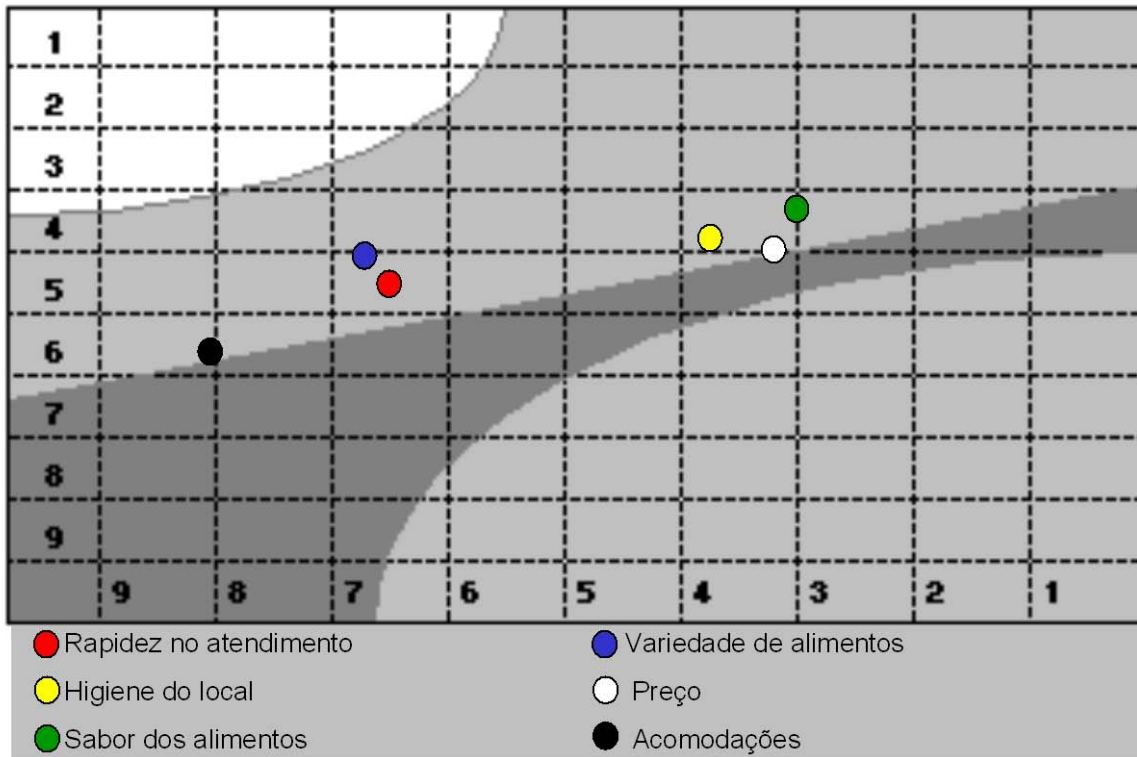 1
2
3
4
5
6
7
8
9
9 8 7 6 5 4 3 2 1
Rapidez no atendimento Variedade de alimentos
Higiene do local Preço
Sabor dos alimentos Acomodações